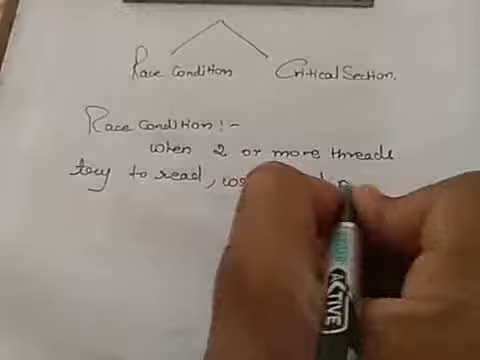 Race Condition
Critical Section.
Race Condition :-
When 2 or more threads
try to read,
ACTIVE